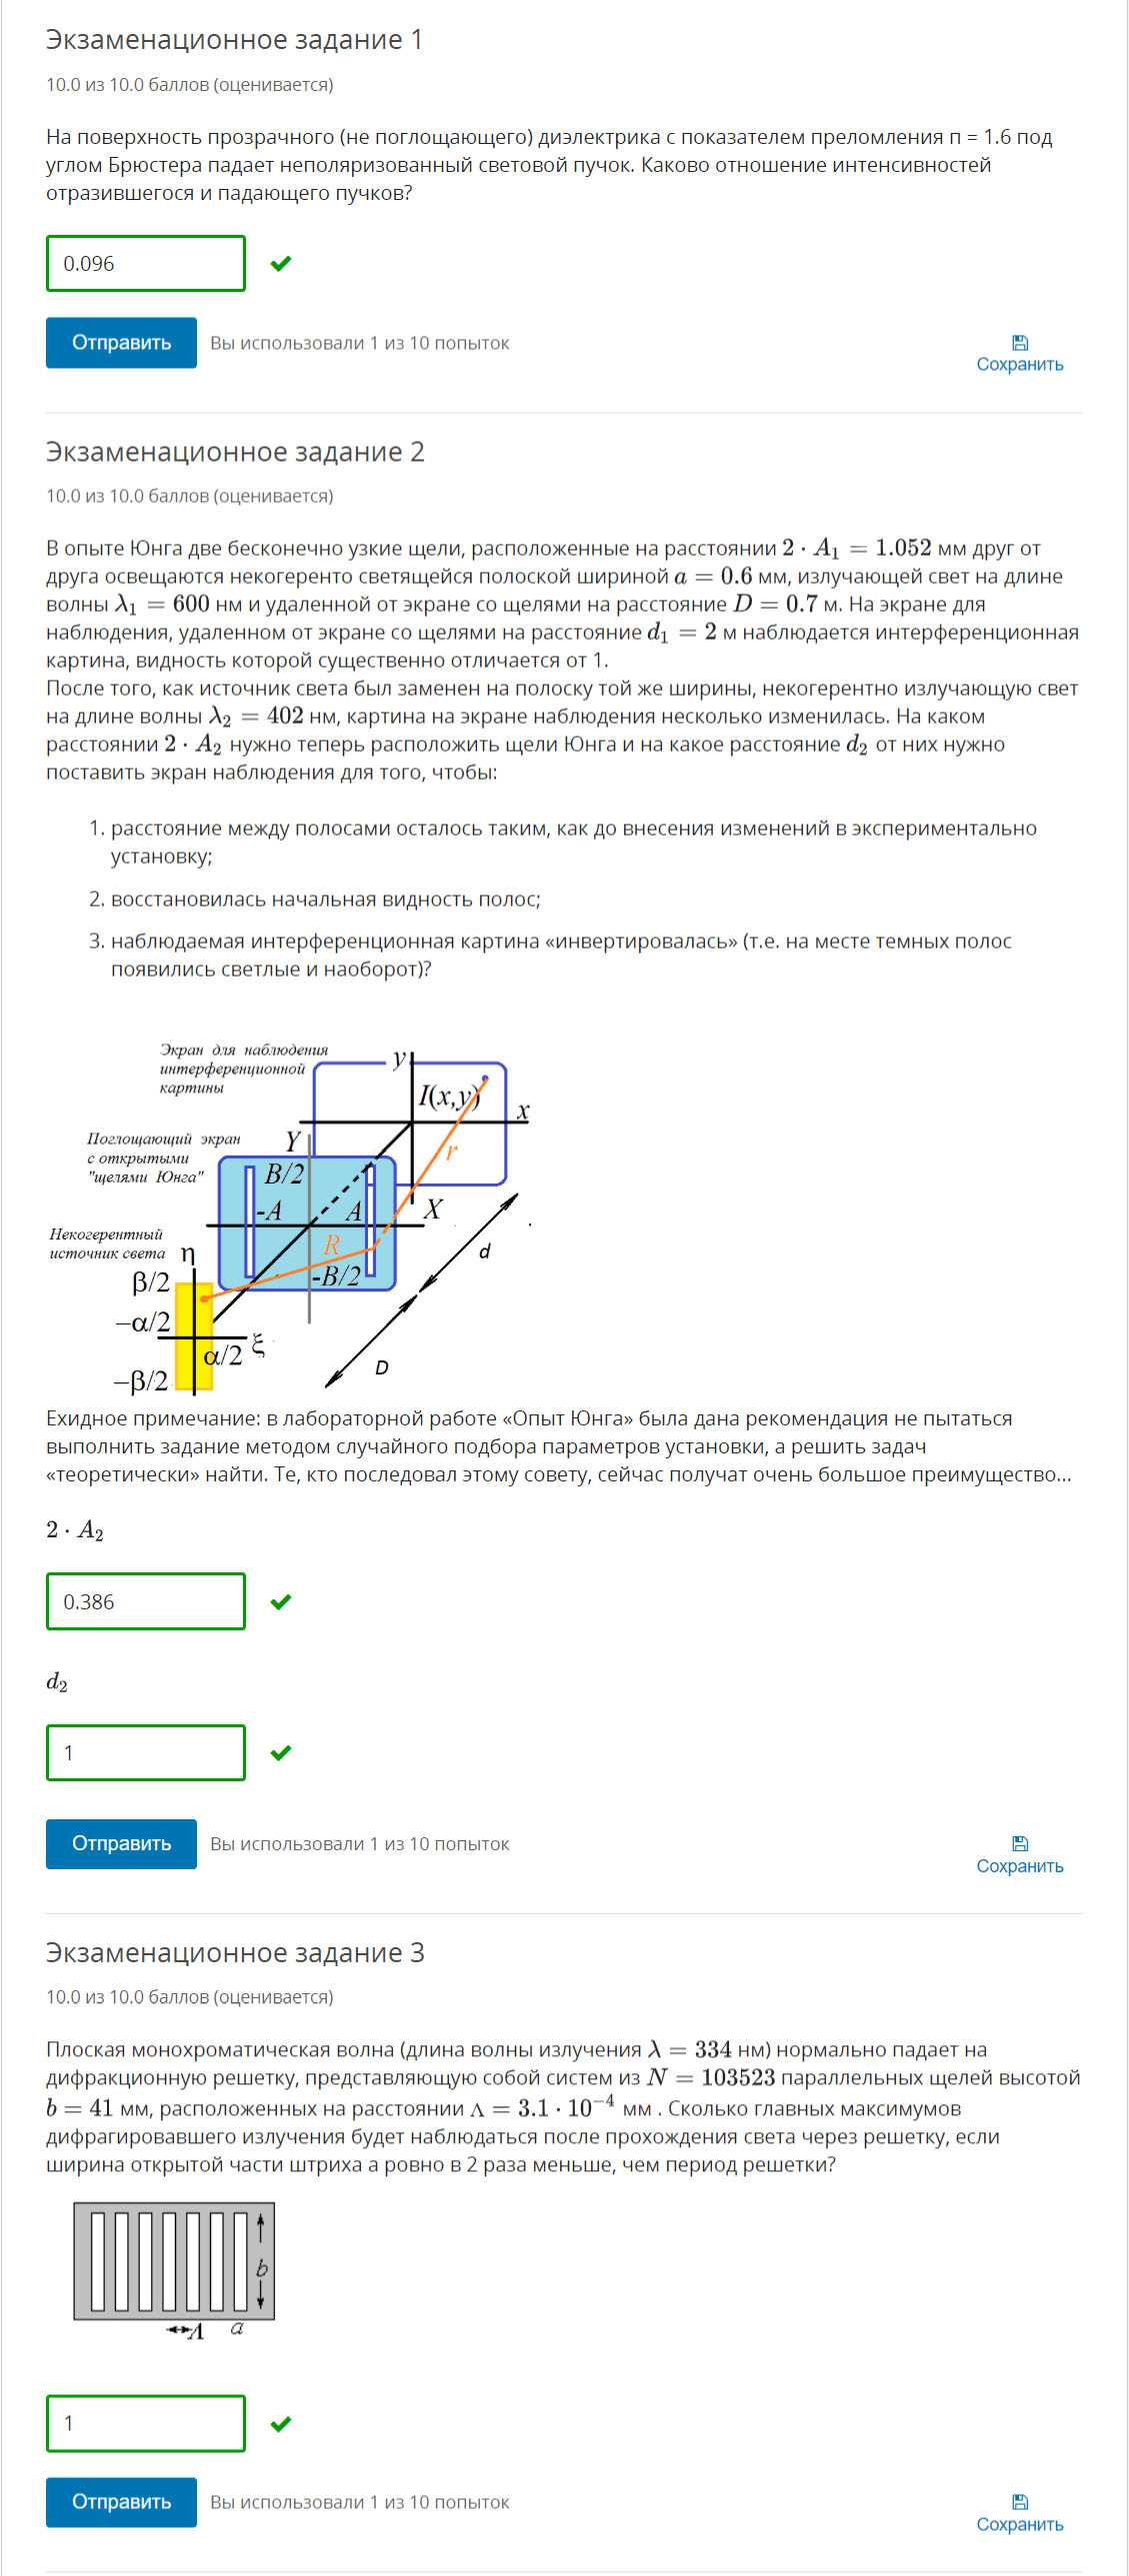 Экзаменационное задание 1
10.0 из 10.0 баллов (оценивается)
На поверхность прозрачного (не поглощающего) диэлектрика с показателем преломления п = 1.6 под
углом Брюстера падает неполяризованный световой пучок. Каково отношение интенсивностей
отразившегося и падающего пучков?
0.096
Отправить Вы использовали 1 из 10 попыток
Сохранить
Экзаменационное задание 2
10.0 из 10.0 баллов (оценивается)
В опыте Юнга две бесконечно узкие щели, расположенные на расстоянии 2 · A₁ = 1.052 мм друг от
друга освещаются некогеренто светящейся полоской шириной a = 0.6 мм, излучающей свет на длине
волны λ₁ = 600 нм и удаленной от экране со щелями на расстояние D = 0.7 м. На экране для
наблюдения, удаленном от экране со щелями на расстояние d₁ = 2 м наблюдается интерференционная
картина, видность которой существенно отличается от 1.
После того, как источник света был заменен на полоску той же ширины, некогерентно излучающую свет
на длине волны λ₂ = 402 нм, картина на экране наблюдения несколько изменилась. На каком
расстоянии 2 · A₂ нужно теперь расположить щели Юнга и на какое расстояние d₂ от них нужно
поставить экран наблюдения для того, чтобы:
1. расстояние между полосами осталось таким, как до внесения изменений в экспериментально
установку;
2. восстановилась начальная видность полос;
3. наблюдаемая интерференционная картина «инвертировалась» (т.е. на месте темных полос
появились светлые и наоборот)?
Экран для наблюдения
интерференционной
картины
y
I(x,y)
x
r
Поглощающий экран
с открытыми
"щелями Юнга"
Y
B/2
-A
A
X
R
-B/2
d
Некогерентный
источник света
η
β/2
–α/2
α/2
ξ
–β/2
D
Ехидное примечание: в лабораторной работе «Опыт Юнга» была дана рекомендация не пытаться
выполнить задание методом случайного подбора параметров установки, а решить задач
«теоретически» найти. Те, кто последовал этому совету, сейчас получат очень большое преимущество...
2 · A₂
0.386
d₂
1
Отправить Вы использовали 1 из 10 попыток
Сохранить
Экзаменационное задание 3
10.0 из 10.0 баллов (оценивается)
Плоская монохроматическая волна (длина волны излучения λ = 334 нм) нормально падает на
дифракционную решетку, представляющую собой систем из N = 103523 параллельных щелей высотой
b = 41 мм, расположенных на расстоянии Λ = 3.1 · 10⁻⁴ мм . Сколько главных максимумов
дифрагировавшего излучения будет наблюдаться после прохождения света через решетку, если
ширина открытой части штриха а ровно в 2 раза меньше, чем период решетки?
b
Λ a
1
Отправить Вы использовали 1 из 10 попыток
Сохранить